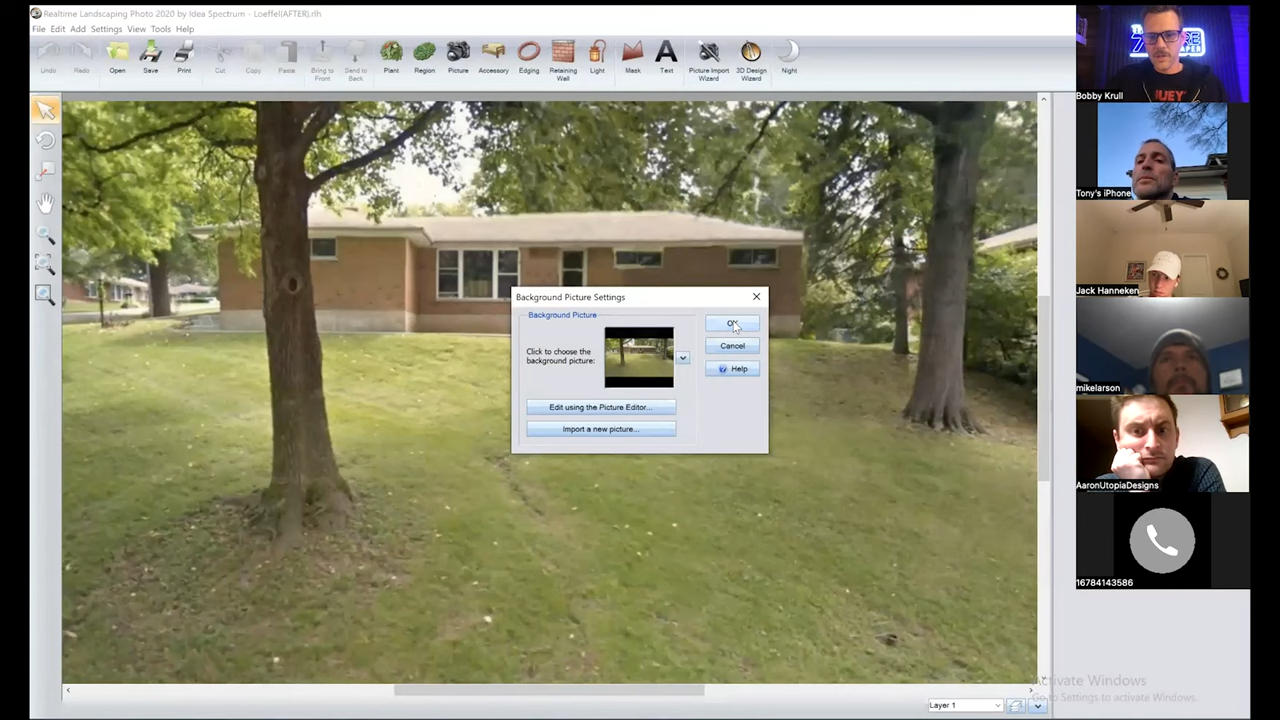 Realtime Landscaping Photo 2020 by Idea Spectrum - Loeffel(AFTER).rlh
File Edit Add Settings View Tools Help
Undo Redo Open Save Print Cut Copy Paste Bring to Front Send to Back Plant Region Picture Accessory Edging Retaining Wall Light Mask Text Picture Import Wizard 3D Design Wizard Night
Background Picture Settings
Background Picture
Click to choose the
background picture:
OK
Cancel
Help
Edit using the Picture Editor...
Import a new picture...
Activate Windows
Go to Settings to activate Windows.
Layer 1
Bobby Krull
Tony's iPhone
Jack Hanneken
mikelarson
AaronUtopiaDesigns
16784143586